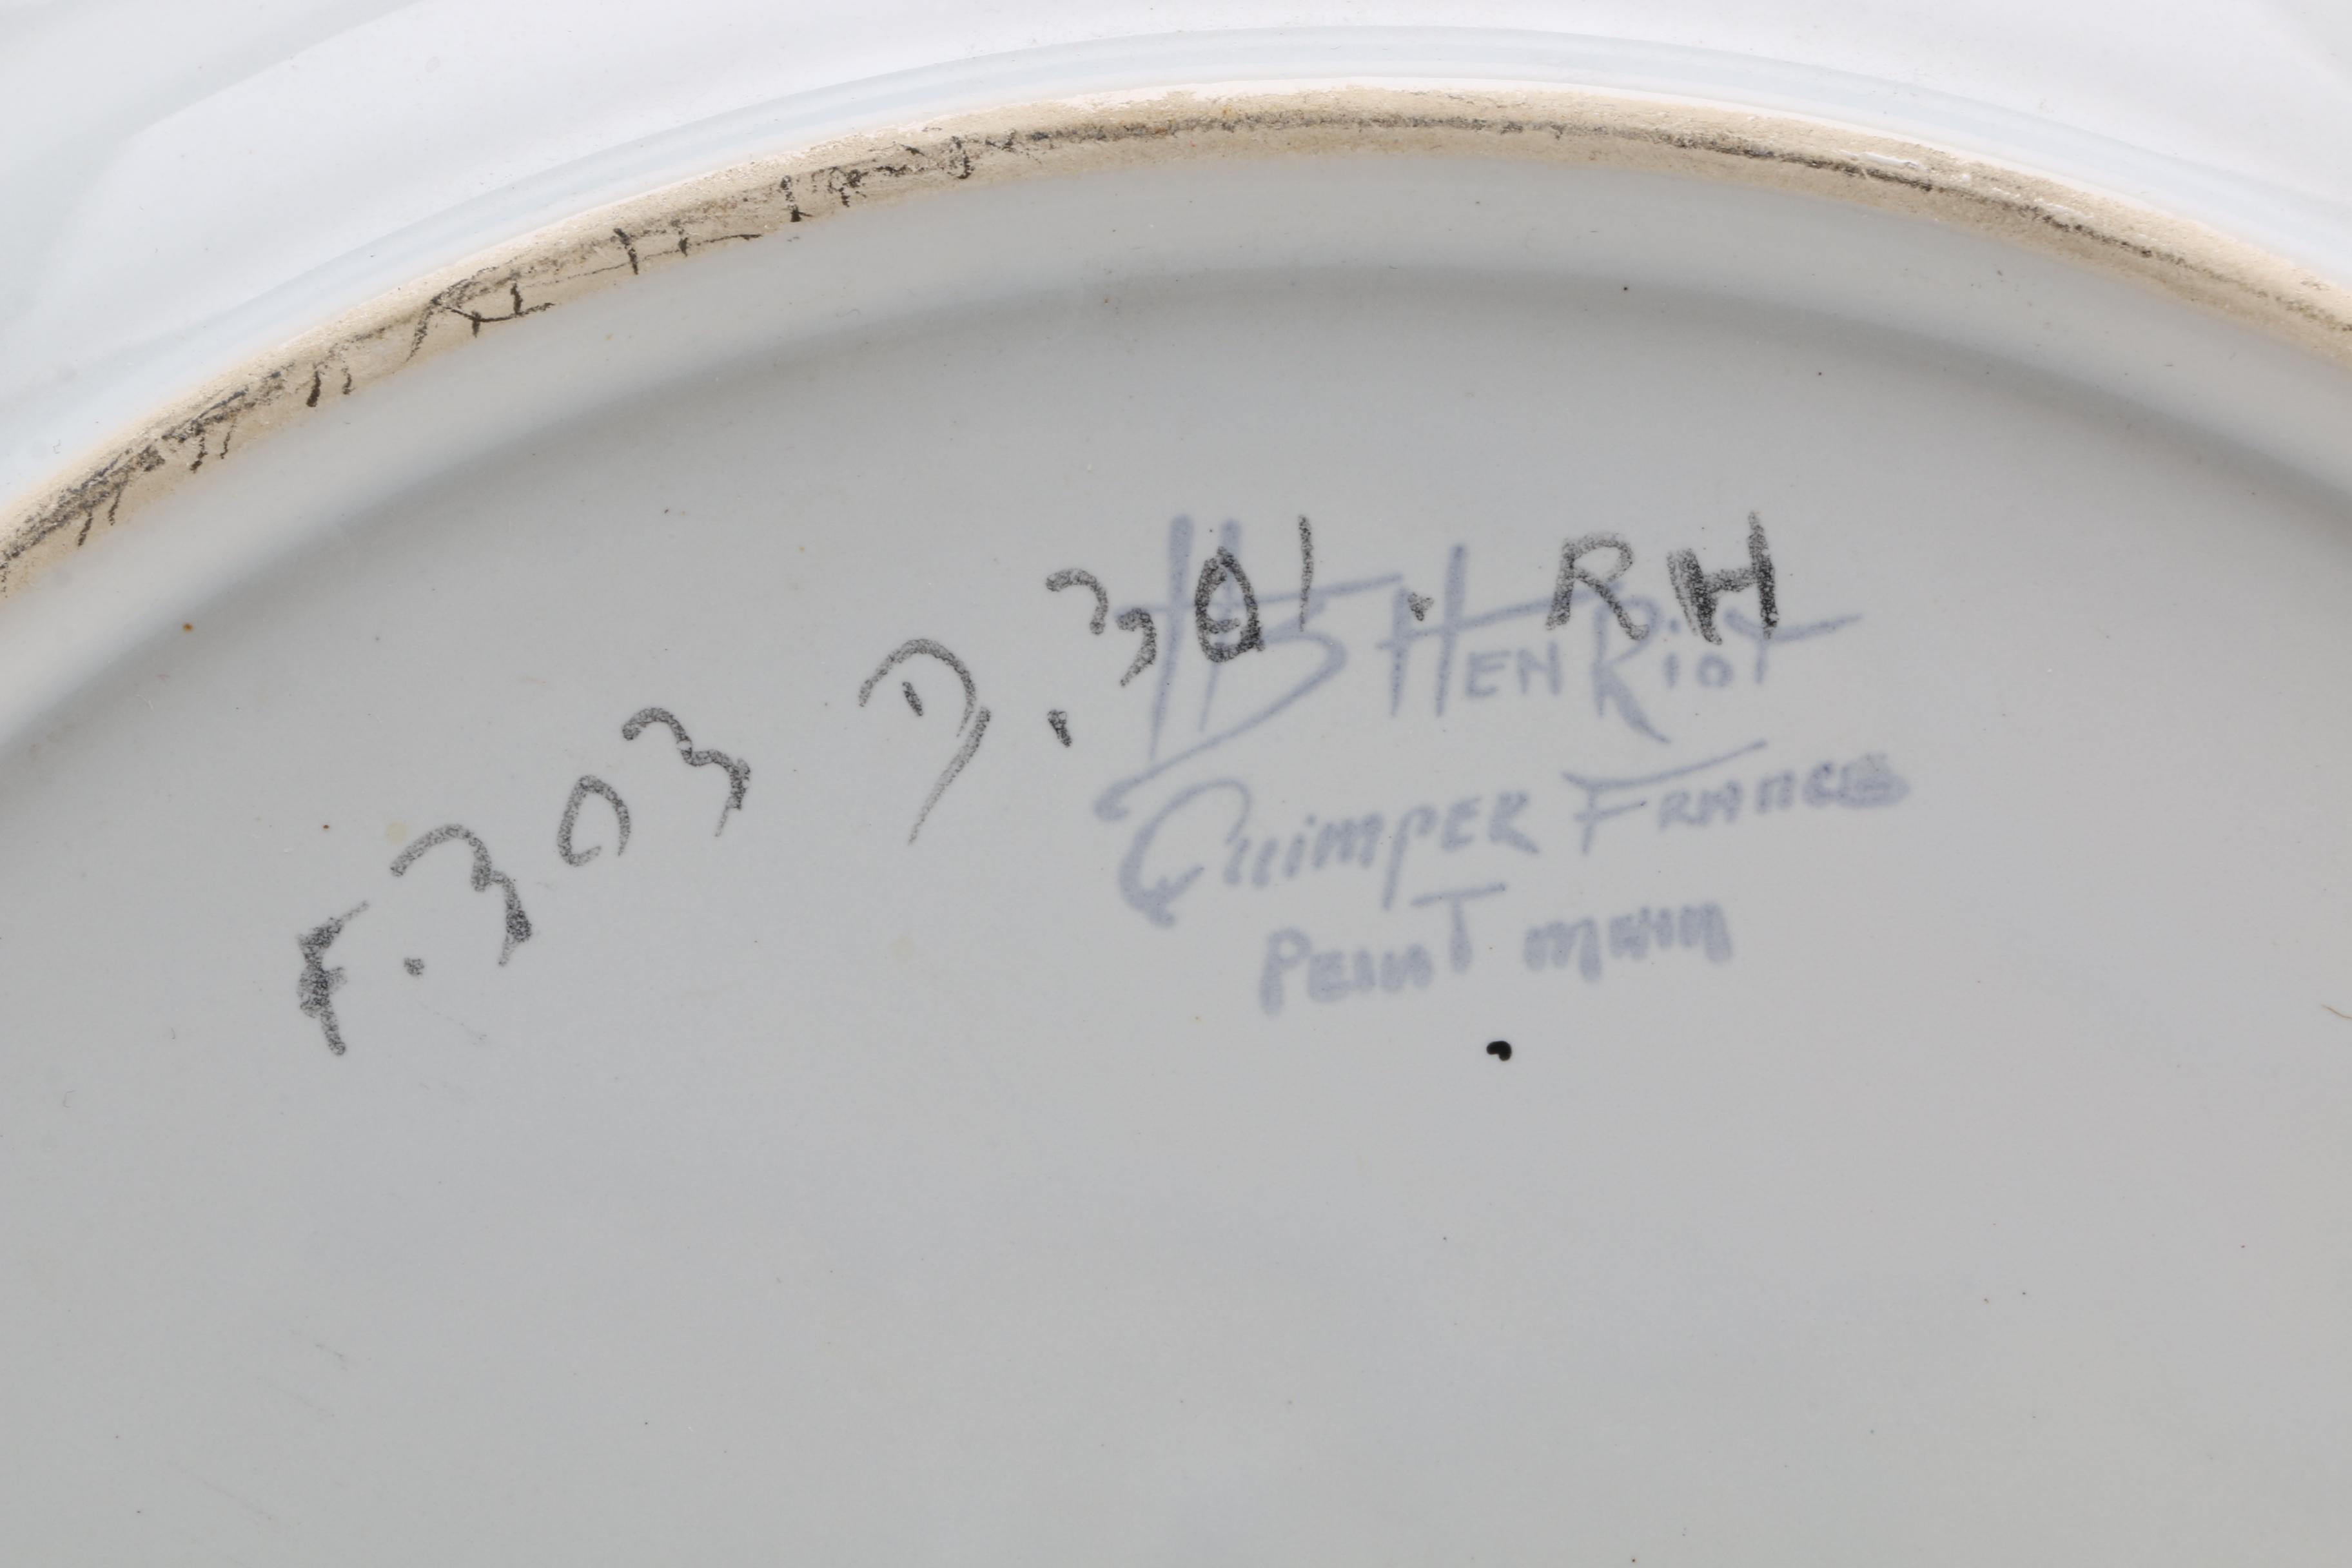 F.303 D.301. RH
HB HENRiOT
QuimPER FRANCE
PEINT MAIN